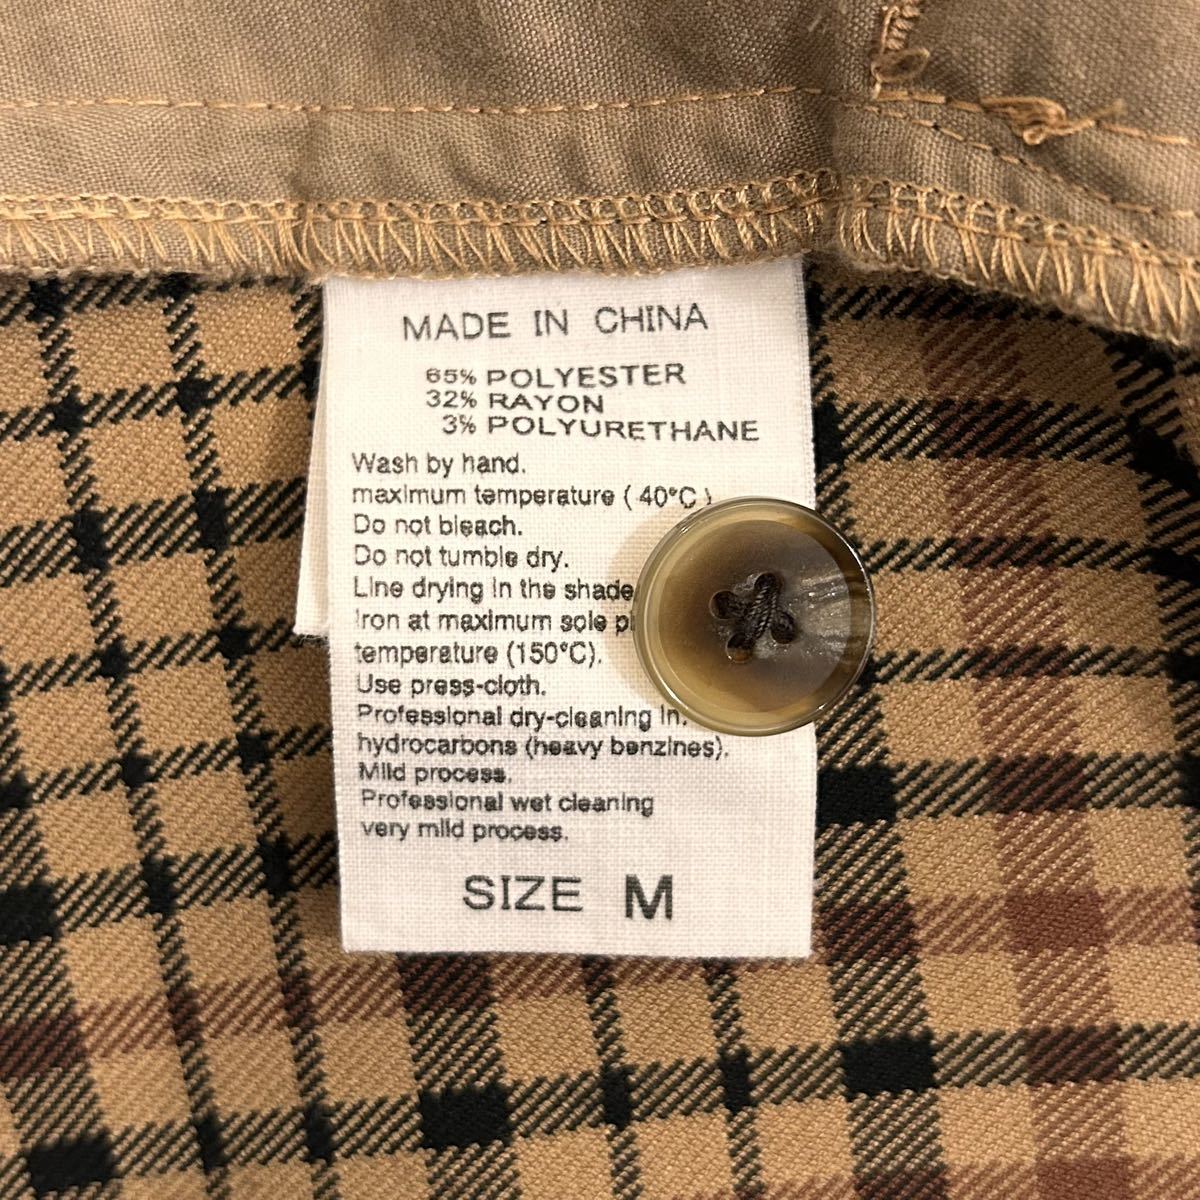 MADE IN CHINA
65% POLYESTER
32% RAYON
3% POLYURETHANE
Wash by hand.
maximum temperature ( 40°C )
Do not bleach.
Do not tumble dry.
Line drying in the shade
Iron at maximum sole
temperature (150°C).
Use press-cloth.
Professional dry-cleaning in.
hydrocarbons (heavy benzines).
Mild process.
Professional wet cleaning
very mild process.
SIZE M